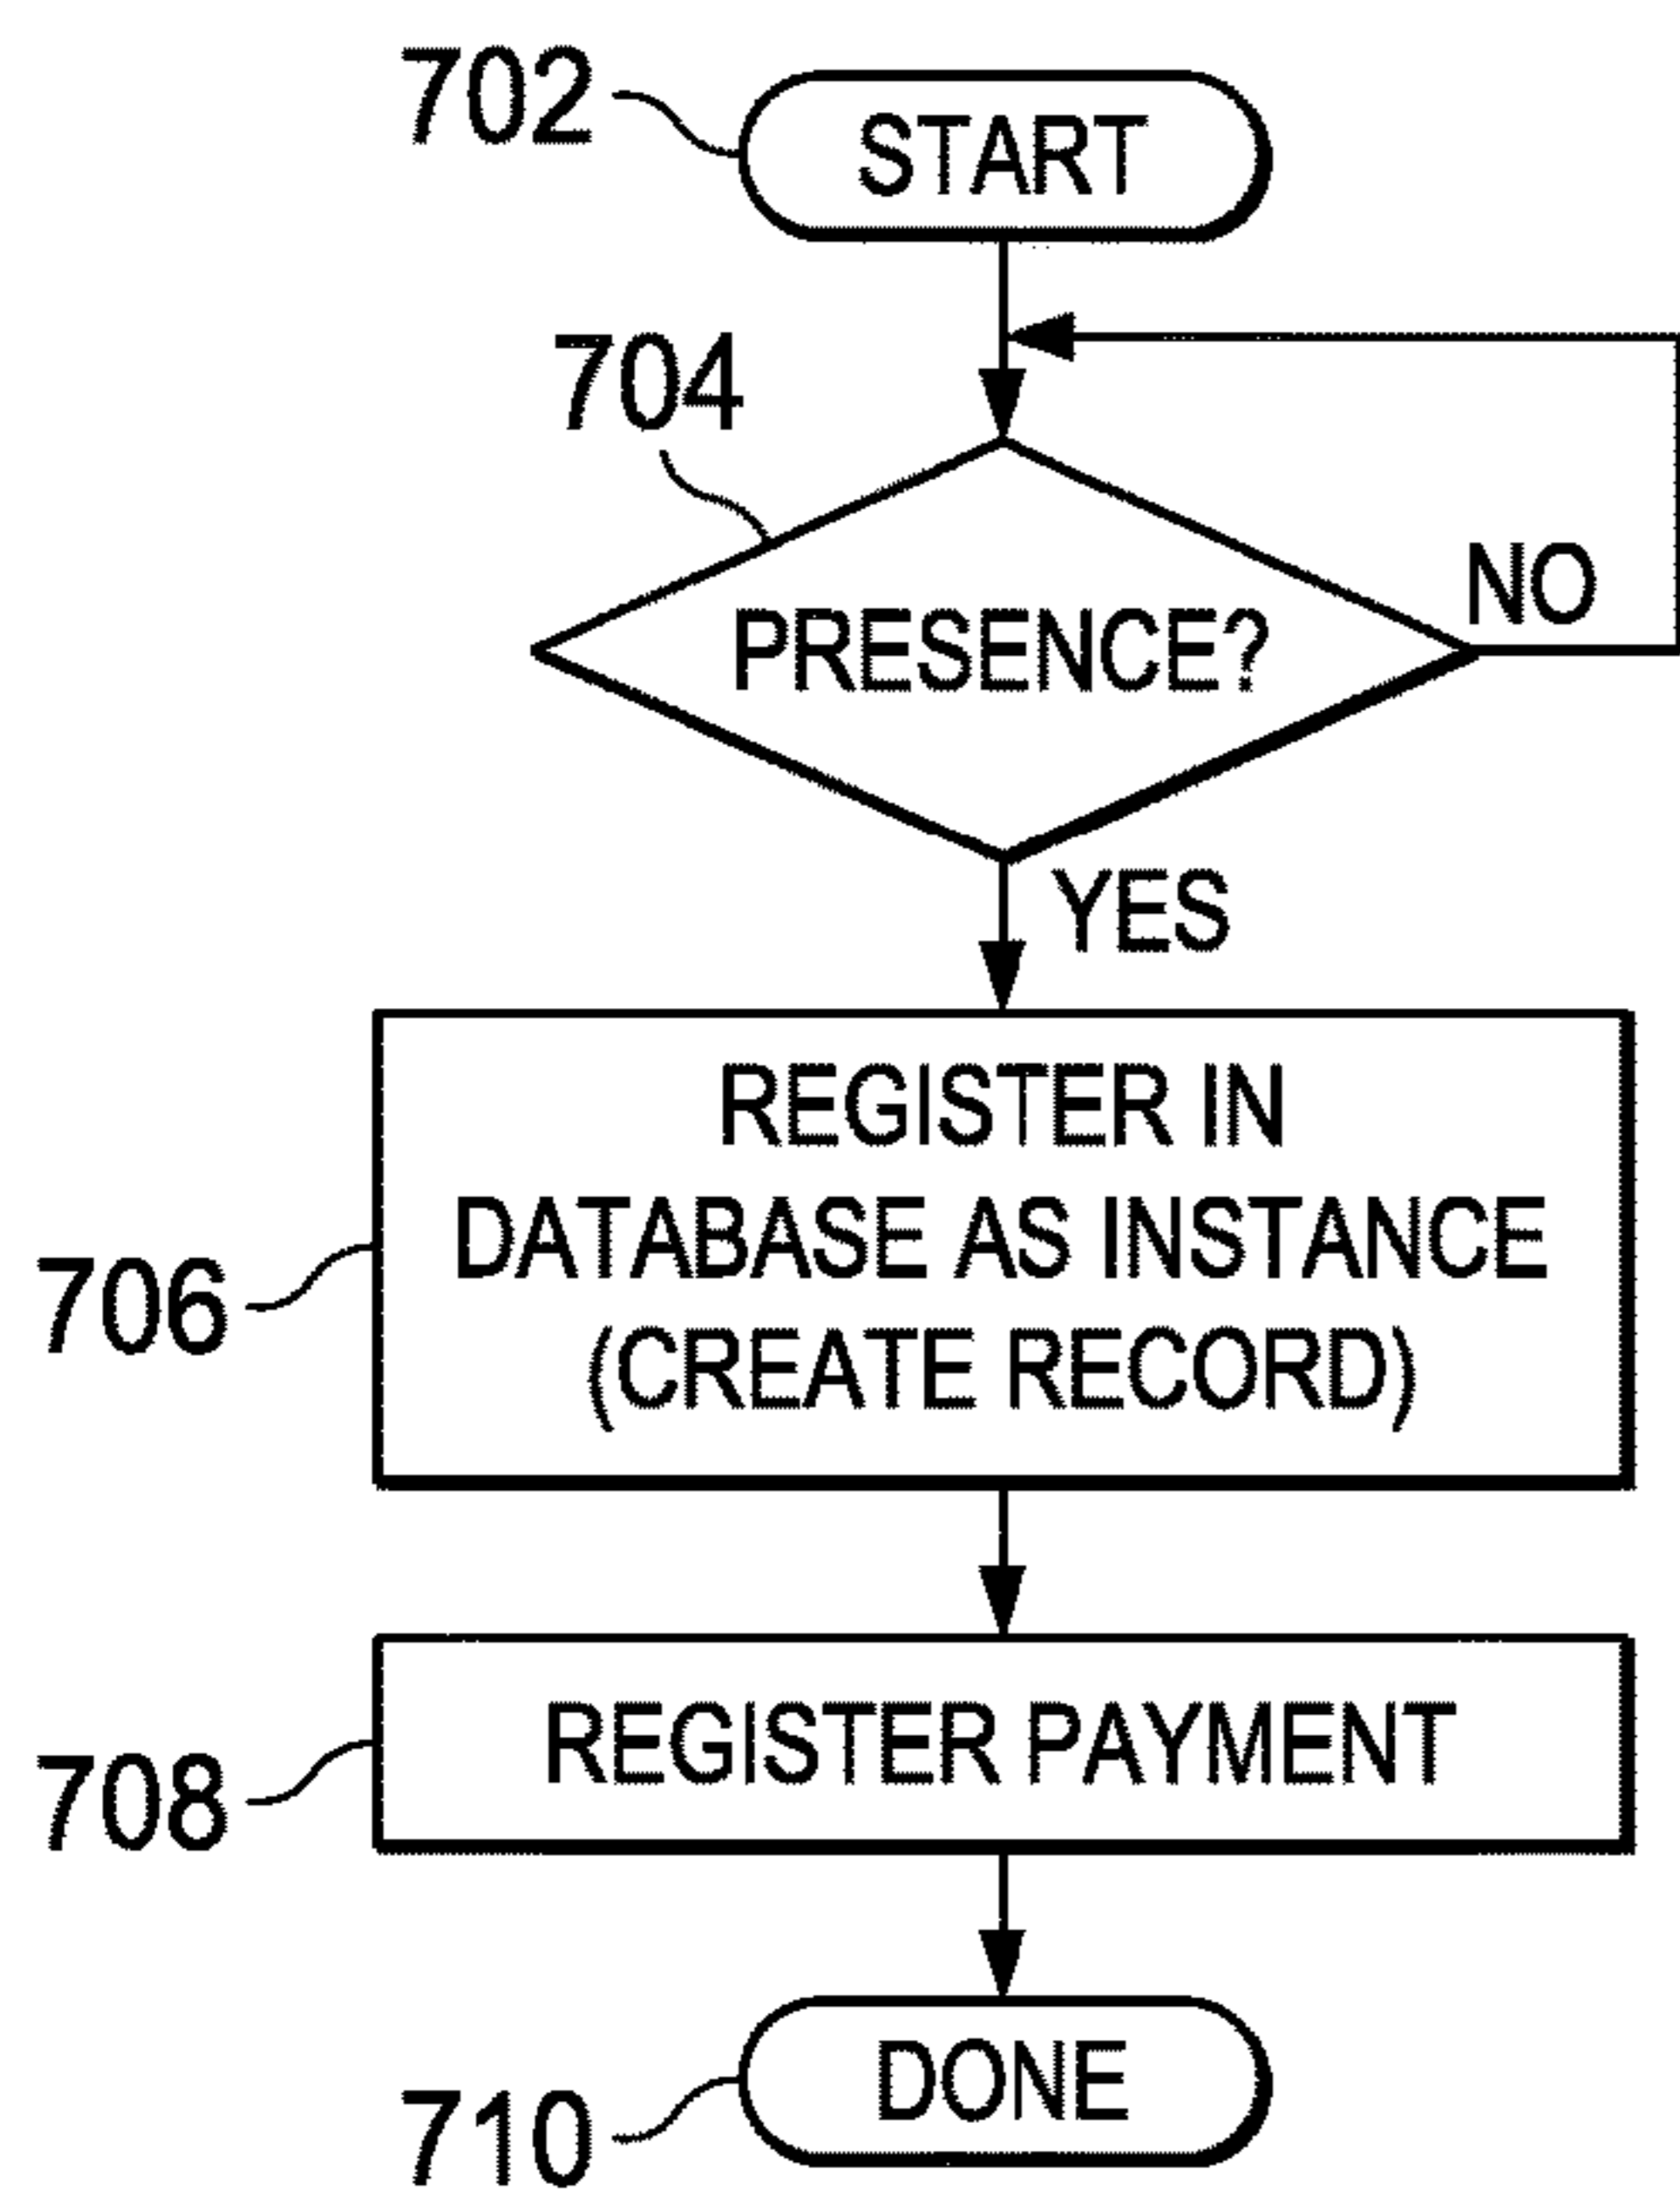 702
START
704
PRESENCE?
NO
YES
REGISTER IN
DATABASE AS INSTANCE
(CREATE RECORD)
706
REGISTER PAYMENT
708
DONE
710